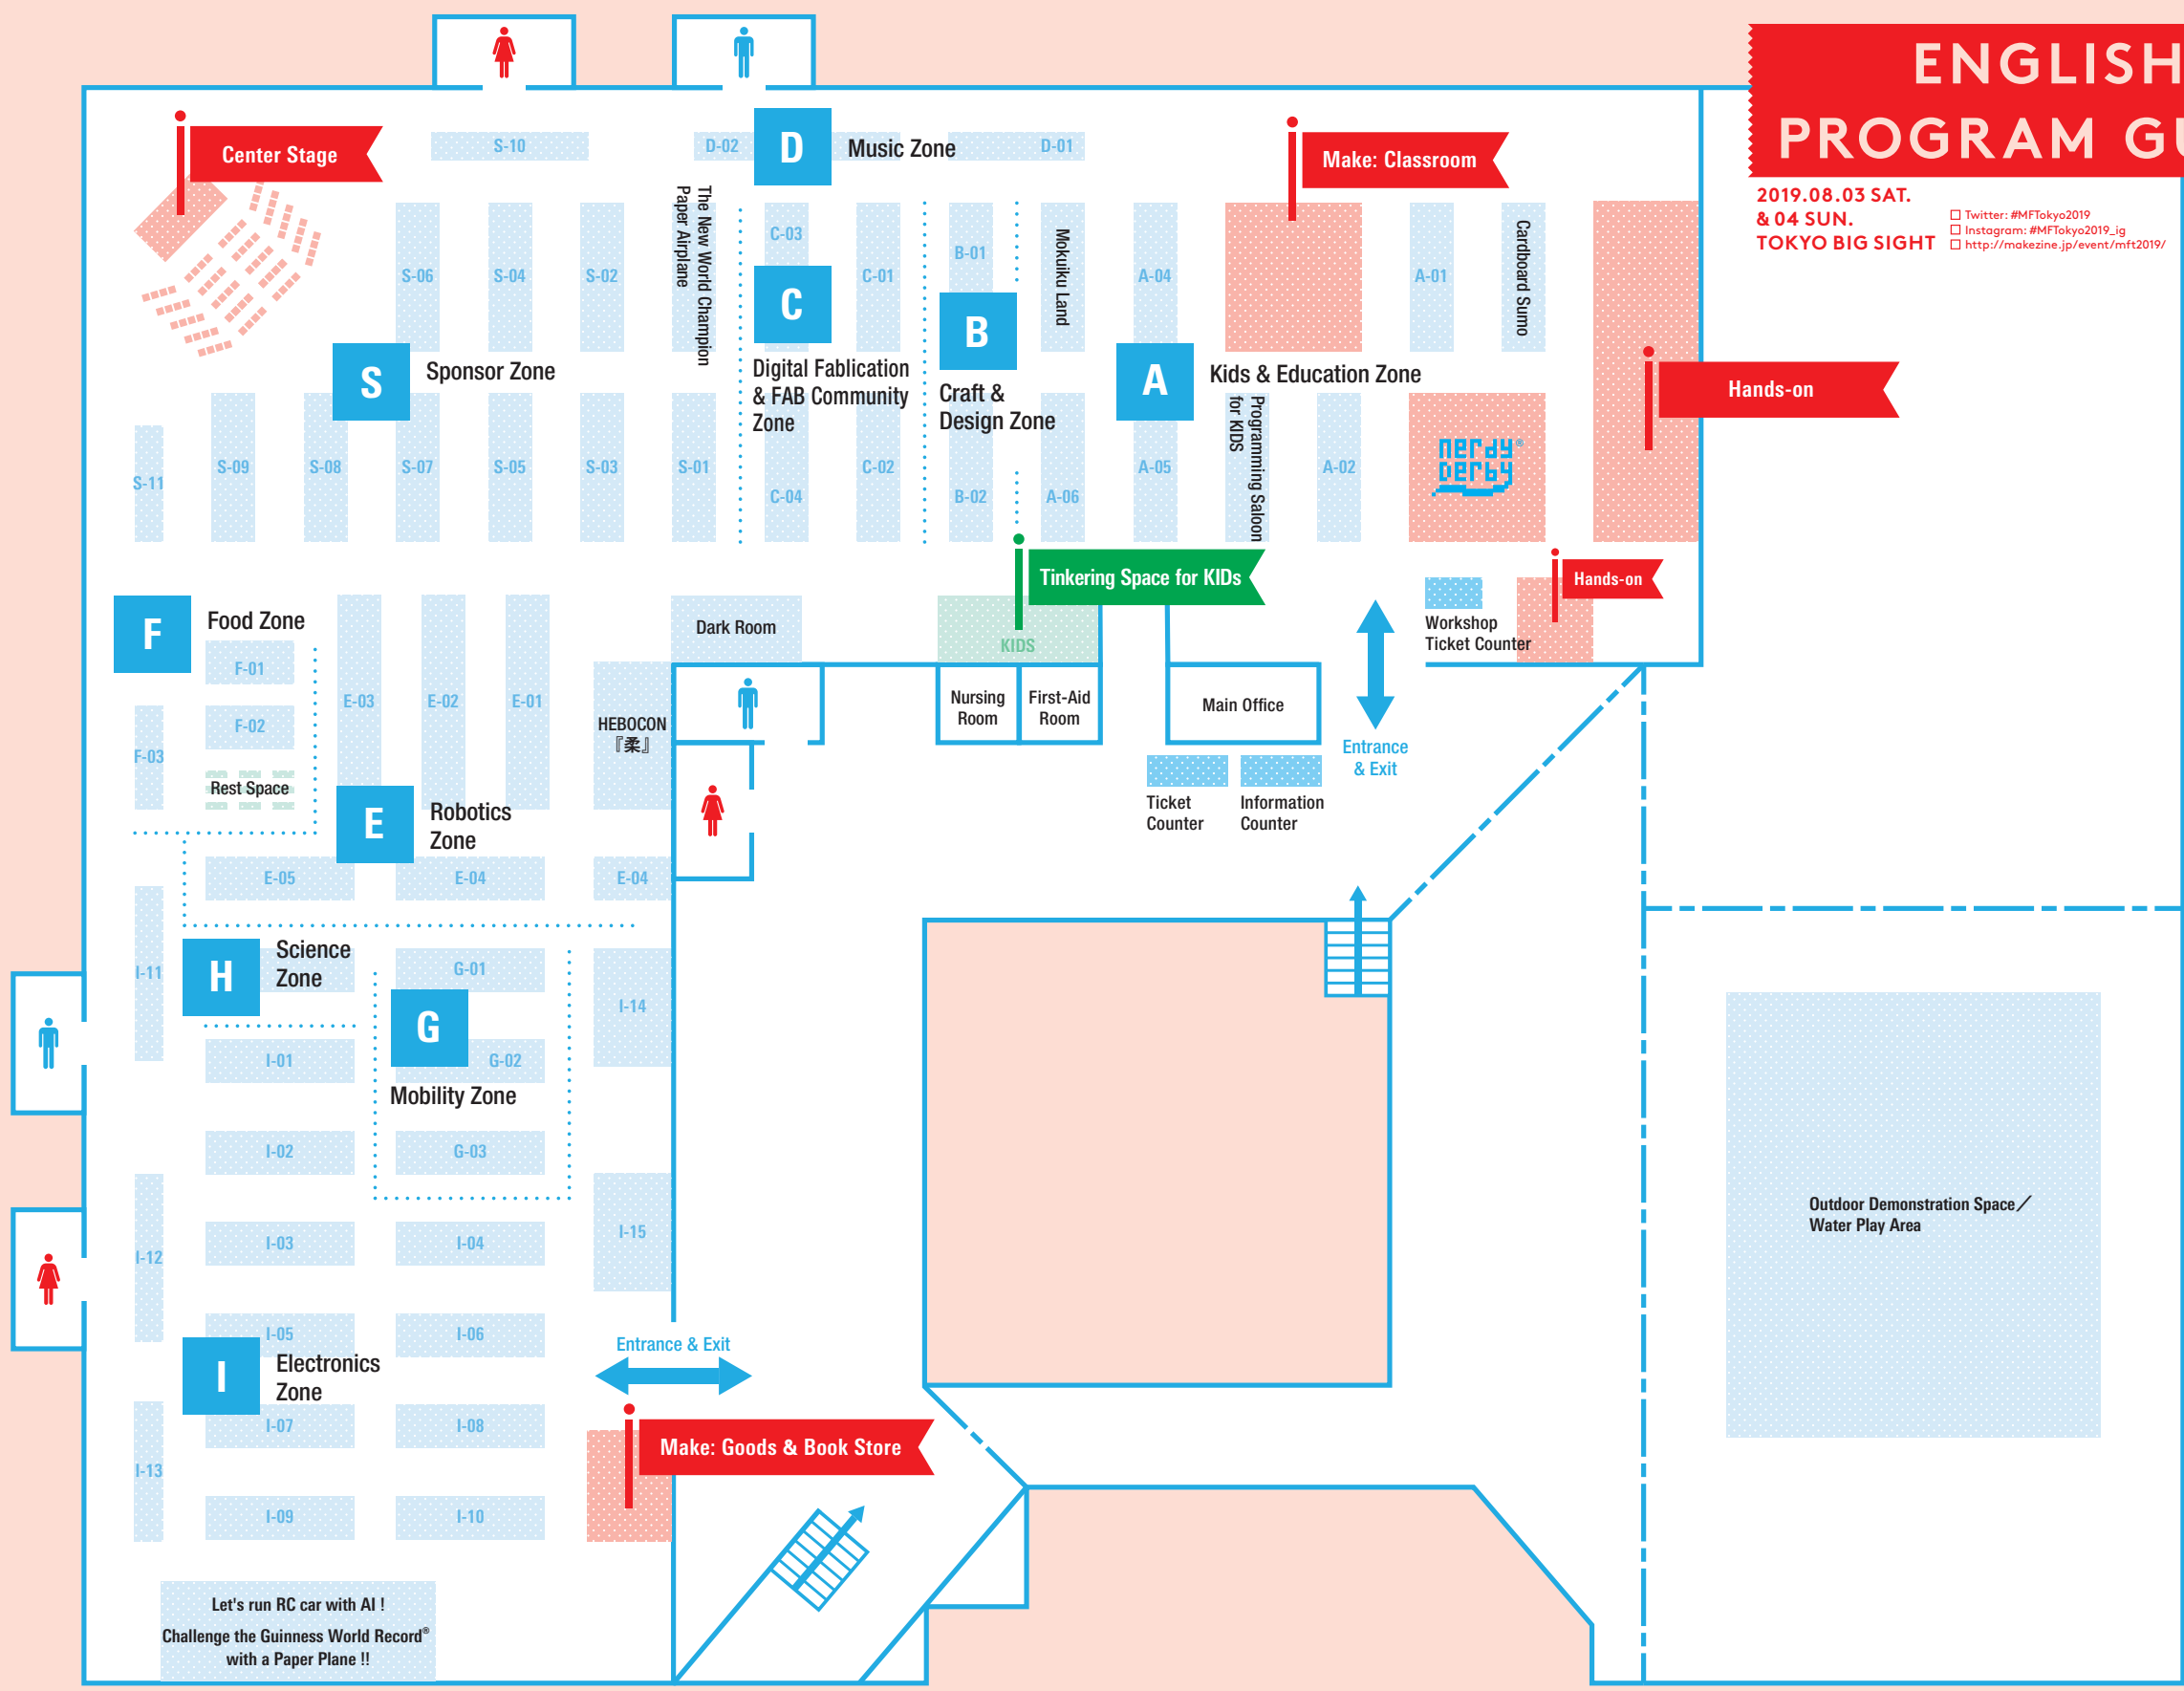 ENGLISH
PROGRAM GU
2019.08.03 SAT.
& 04 SUN.
TOKYO BIG SIGHT
Twitter: #MFTokyo2019
Instagram: #MFTokyo2019_ig
http://makezine.jp/event/mft2019/
Center Stage
S-10
D-02
D
Music Zone
D-01
Make: Classroom
S-06
S-04
S-02
The New World Champion
Paper Airplane
C-03
C
C-01
B-01
B
Mokuiku Land
A-04
A-01
Cardboard Sumo
S
Sponsor Zone
Digital Fablication
& FAB Community
Zone
Craft &
Design Zone
A
Kids & Education Zone
Hands-on
S-11
S-09
S-08
S-07
S-05
S-03
S-01
C-04
C-02
B-02
A-06
A-05
Programming Saloon
for KIDS
A-02
nerdy
derby®
Tinkering Space for KIDs
KIDS
Hands-on
Workshop
Ticket Counter
F
Food Zone
F-01
F-02
F-03
Rest Space
E-03
E-02
E-01
Dark Room
HEBOCON
『柔』
Nursing
Room
First-Aid
Room
Main Office
Entrance
& Exit
Ticket
Counter
Information
Counter
E
Robotics
Zone
E-05
E-04
E-04
H
Science
Zone
G-01
G
G-02
Mobility Zone
G-03
I-11
I-14
I-01
I-02
I-12
I-03
I-04
I-15
I-05
I-06
I
Electronics
Zone
Entrance & Exit
I-07
I-08
I-13
Make: Goods & Book Store
I-09
I-10
Outdoor Demonstration Space／
Water Play Area
Let's run RC car with AI !
Challenge the Guinness World Record®
with a Paper Plane !!